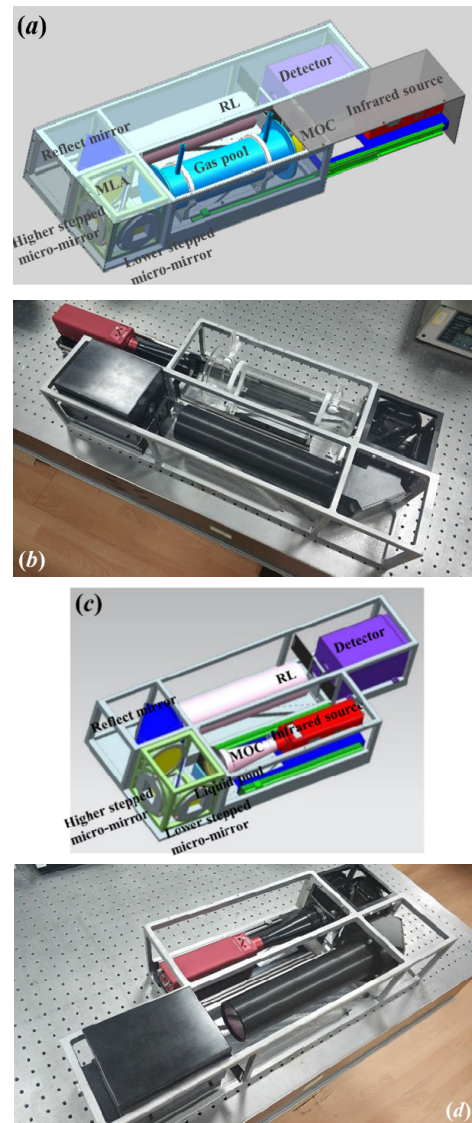 (a)
Detector
RL
Infrared source
MOC
Reflect mirror
Gas pool
MLA
Higher stepped
micro-mirror
Lower stepped
micro-mirror
(b)
(c)
Detector
RL
Reflect mirror
Infrared source
MOC
Liquid pool
Higher stepped
micro-mirror
Lower stepped
micro-mirror
(d)